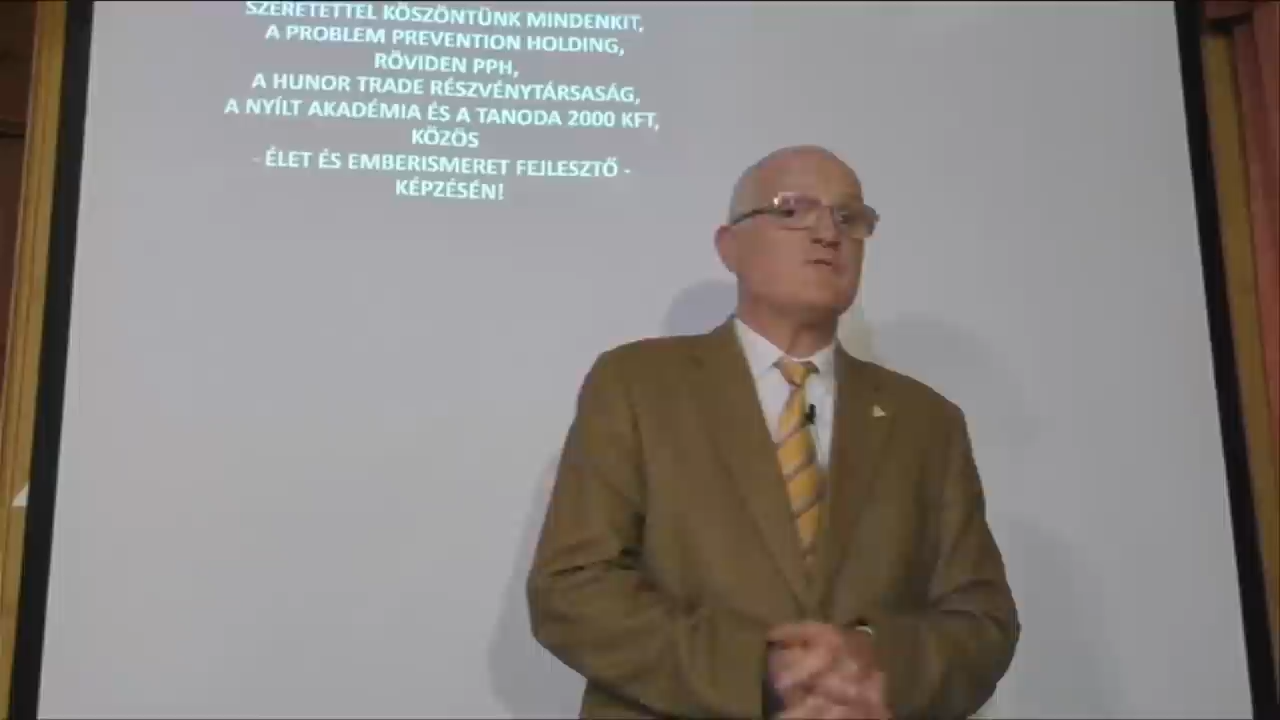 SZERETETTEL KÖSZÖNTÜNK MINDENKIT,
A PROBLEM PREVENTION HOLDING,
RÖVIDEN PPH,
A HUNOR TRADE RÉSZVÉNYTÁRSASÁG,
A NYÍLT AKADÉMIA ÉS A TANODA 2000 KFT,
KÖZÖS
- ÉLET ÉS EMBERISMERET FEJLESZTŐ -
KÉPZÉSÉN!